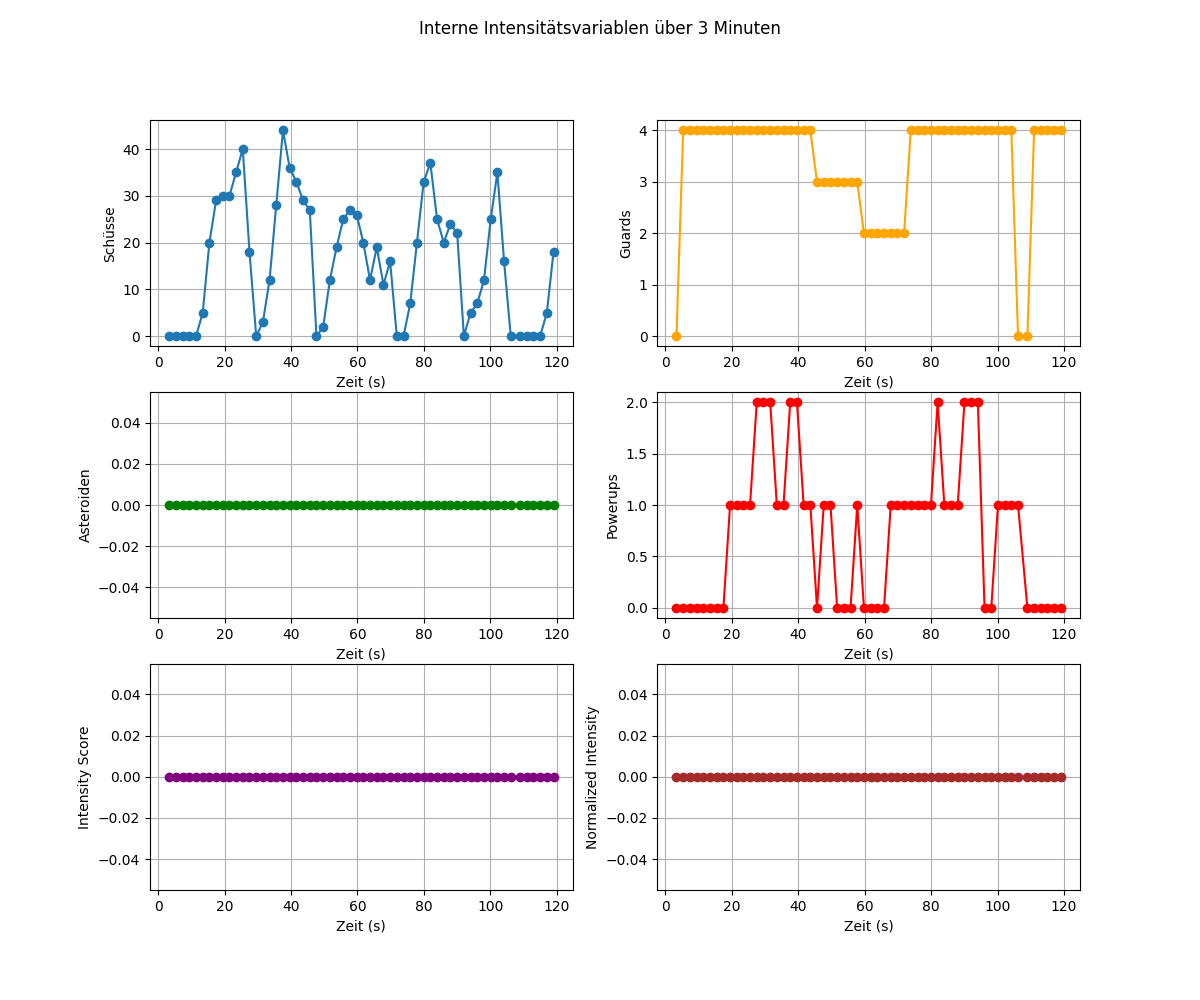 Interne Intensitätsvariablen über 3 Minuten
Schüsse
40
30
20
10
0
0 20 40 60 80 100 120
Zeit (s)
Guards
4
3
2
1
0
0 20 40 60 80 100 120
Zeit (s)
Asteroiden
0.04
0.02
0.00
−0.02
−0.04
0 20 40 60 80 100 120
Zeit (s)
Powerups
2.0
1.5
1.0
0.5
0.0
0 20 40 60 80 100 120
Zeit (s)
Intensity Score
0.04
0.02
0.00
−0.02
−0.04
0 20 40 60 80 100 120
Zeit (s)
Normalized Intensity
0.04
0.02
0.00
−0.02
−0.04
0 20 40 60 80 100 120
Zeit (s)